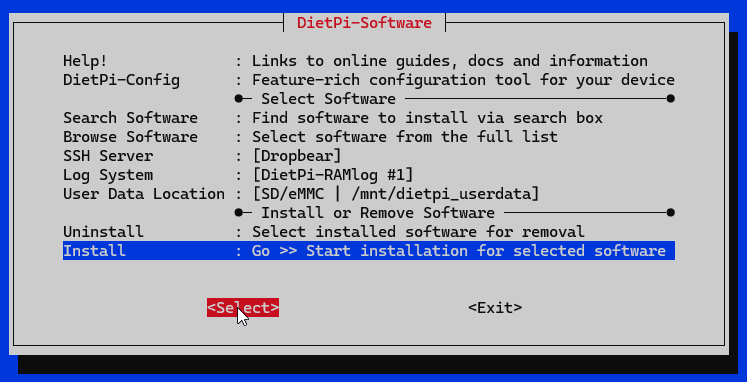 DietPi-Software
Help! : Links to online guides, docs and information
DietPi-Config : Feature-rich configuration tool for your device
Select Software
Search Software : Find software to install via search box
Browse Software : Select software from the full list
SSH Server : [Dropbear]
Log System : [DietPi-RAMlog #1]
User Data Location : [SD/eMMC | /mnt/dietpi_userdata]
Install or Remove Software
Uninstall : Select installed software for removal
Install : Go >> Start installation for selected software
<Select> <Exit>